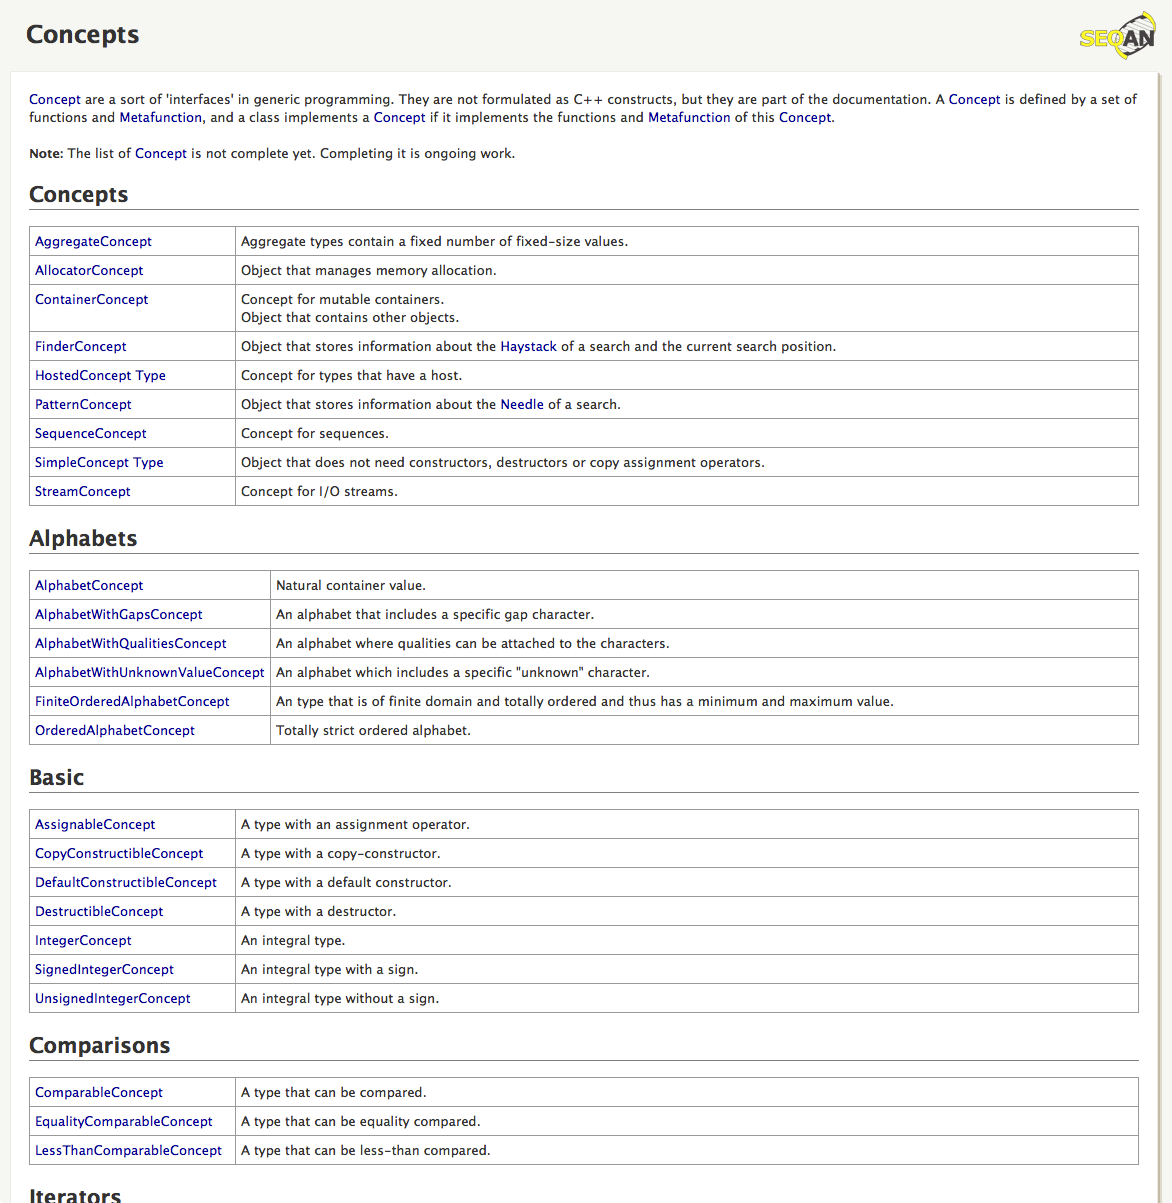 Concepts
SEQAN
Concept are a sort of 'interfaces' in generic programming. They are not formulated as C++ constructs, but they are part of the documentation. A Concept is defined by a set of
functions and Metafunction, and a class implements a Concept if it implements the functions and Metafunction of this Concept.
Note: The list of Concept is not complete yet. Completing it is ongoing work.
Concepts
AggregateConcept Aggregate types contain a fixed number of fixed-size values.
AllocatorConcept Object that manages memory allocation.
ContainerConcept Concept for mutable containers.
Object that contains other objects.
FinderConcept Object that stores information about the Haystack of a search and the current search position.
HostedConcept Type Concept for types that have a host.
PatternConcept Object that stores information about the Needle of a search.
SequenceConcept Concept for sequences.
SimpleConcept Type Object that does not need constructors, destructors or copy assignment operators.
StreamConcept Concept for I/O streams.
Alphabets
AlphabetConcept Natural container value.
AlphabetWithGapsConcept An alphabet that includes a specific gap character.
AlphabetWithQualitiesConcept An alphabet where qualities can be attached to the characters.
AlphabetWithUnknownValueConcept An alphabet which includes a specific "unknown" character.
FiniteOrderedAlphabetConcept An type that is of finite domain and totally ordered and thus has a minimum and maximum value.
OrderedAlphabetConcept Totally strict ordered alphabet.
Basic
AssignableConcept A type with an assignment operator.
CopyConstructibleConcept A type with a copy-constructor.
DefaultConstructibleConcept A type with a default constructor.
DestructibleConcept A type with a destructor.
IntegerConcept An integral type.
SignedIntegerConcept An integral type with a sign.
UnsignedIntegerConcept An integral type without a sign.
Comparisons
ComparableConcept A type that can be compared.
EqualityComparableConcept A type that can be equality compared.
LessThanComparableConcept A type that can be less-than compared.
Iterators